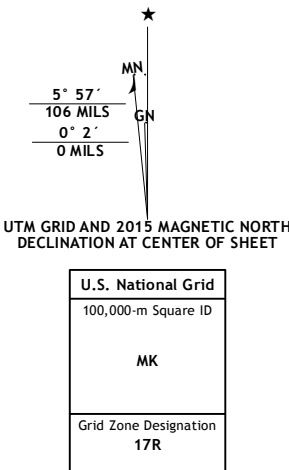 ★
MN
5° 57´
106 MILS
GN
0° 2´
0 MILS
UTM GRID AND 2015 MAGNETIC NORTH
DECLINATION AT CENTER OF SHEET
U.S. National Grid
100,000-m Square ID
MK
Grid Zone Designation
17R